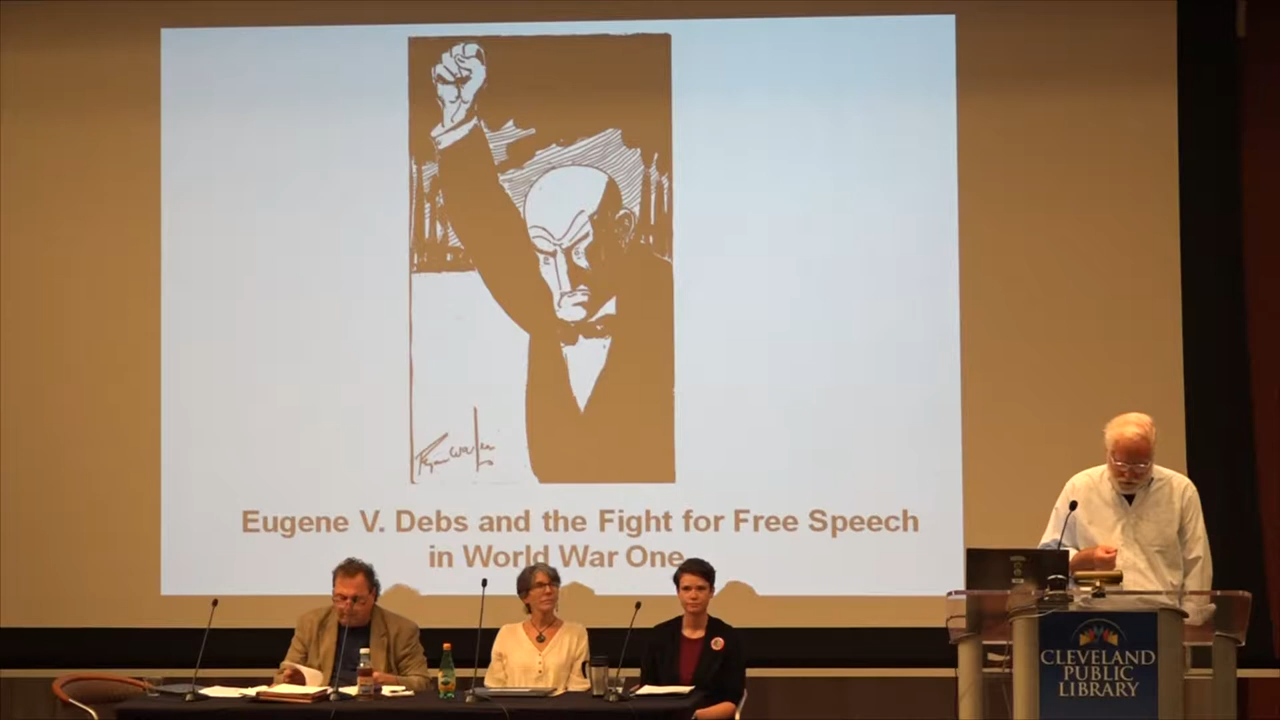 Eugene V. Debs and the Fight for Free Speech
in World War One
CLEVELAND
PUBLIC
LIBRARY